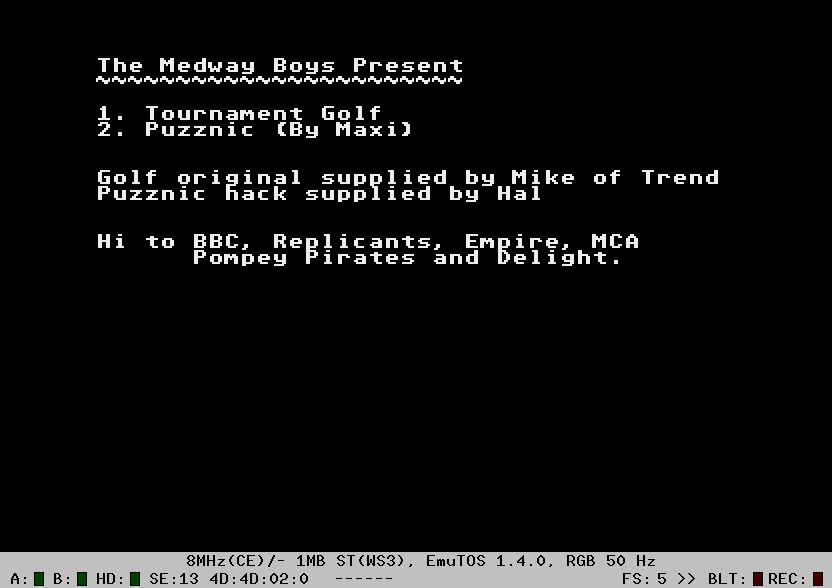 The Medway Boys Present
~~~~~~~~~~~~~~~~~~~~~~~
1. Tournament Golf
2. Puzznic (By Maxi)
Golf original supplied by Mike of Trend
Puzznic hack supplied by Hal
Hi to BBC, Replicants, Empire, MCA
Pompey Pirates and Delight.
8MHz(CE)/- 1MB ST(WS3), EmuTOS 1.4.0, RGB 50 Hz
A: B: HD: SE:13 4D:4D:02:0 ------ FS: 5 >> BLT: REC: